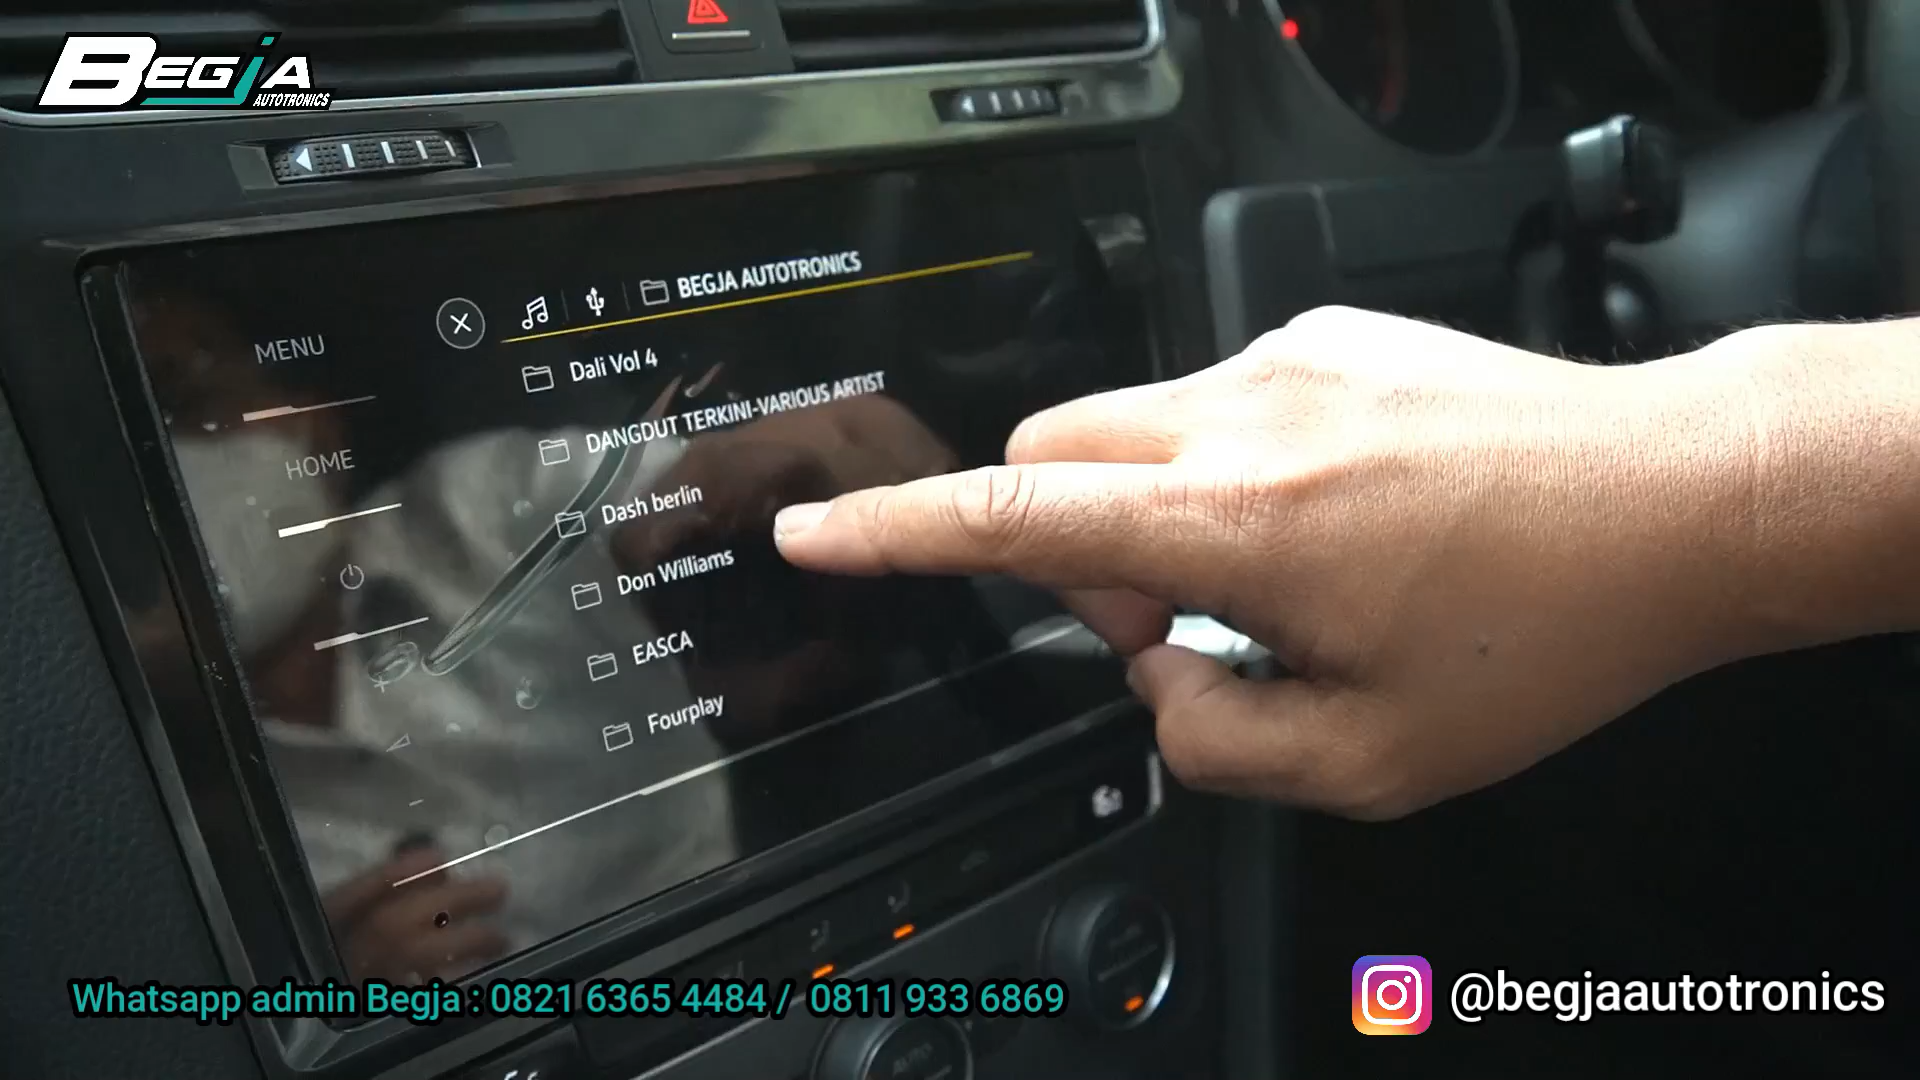 BEGJA
AUTOTRONICS
BEGJA AUTOTRONICS
MENU
Dali Vol 4
DANGDUT TERKINI-VARIOUS ARTIST
HOME
Dash berlin
Don Williams
EASCA
Fourplay
Whatsapp admin Begja : 0821 6365 4484 / 0811 933 6869
@begjaautotronics
AUTO